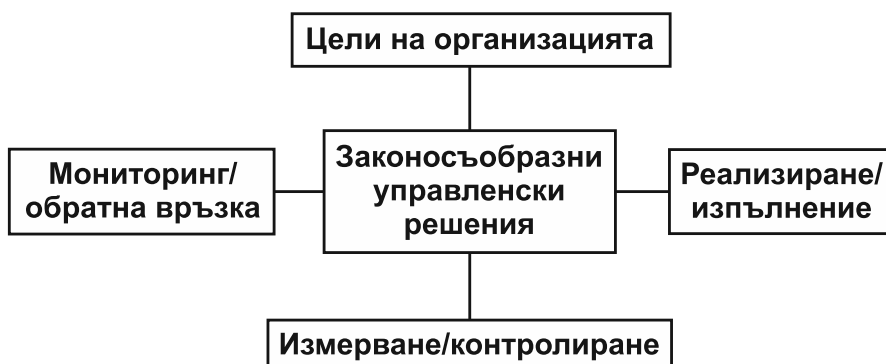 Цели на организацията
Мониторинг/
обратна връзка
Законосъобразни
управленски
решения
Реализиране/
изпълнение
Измерване/контролиране